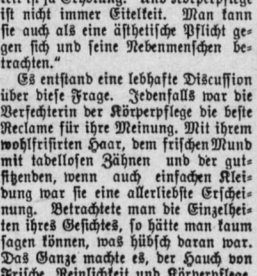 ten ist ja Erholung. Und Körperpflege
ist nicht immer Eitelkeit. Man kann
sie auch als eine ästhetische Pflicht ge-
gen sich und seine Nebenmenschen be-
trachten.“
Es entstand eine lebhafte Discussion
über diese Frage. Jedenfalls war die
Verfechterin der Körperpflege die beste
Reclame für ihre Meinung. Mit ihrem
wohlfrisirten Haar, dem frischen Mund
mit tadellosen Zähnen und der gut-
sitzenden, wenn auch einfachen Klei-
dung war sie eine allerliebste Erschei-
nung. Betrachtete man die Einzelhei-
ten ihres Gesichtes, so hätte man kaum
sagen können, was hübsch daran war.
Das Ganze machte es, der Hauch von
Frische, Reinlichkeit und Körperpflege